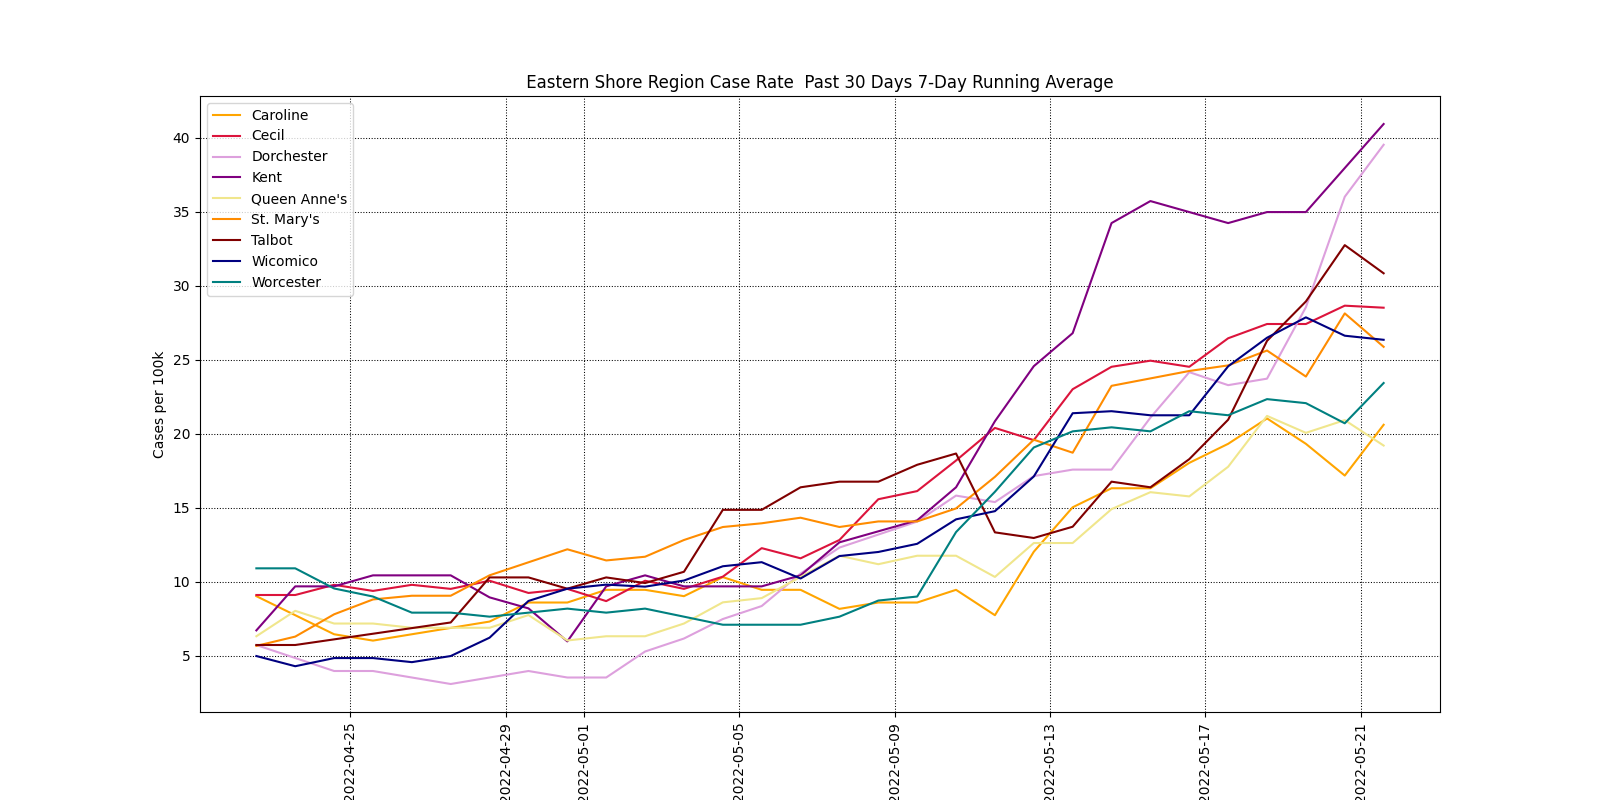 Eastern Shore Region Case Rate  Past 30 Days 7-Day Running Average
Caroline
Cecil
Dorchester
Kent
Queen Anne's
St. Mary's
Talbot
Wicomico
Worcester
Cases per 100k
40
35
30
25
20
15
10
5
2022-04-25
2022-04-29
2022-05-01
2022-05-05
2022-05-09
2022-05-13
2022-05-17
2022-05-21